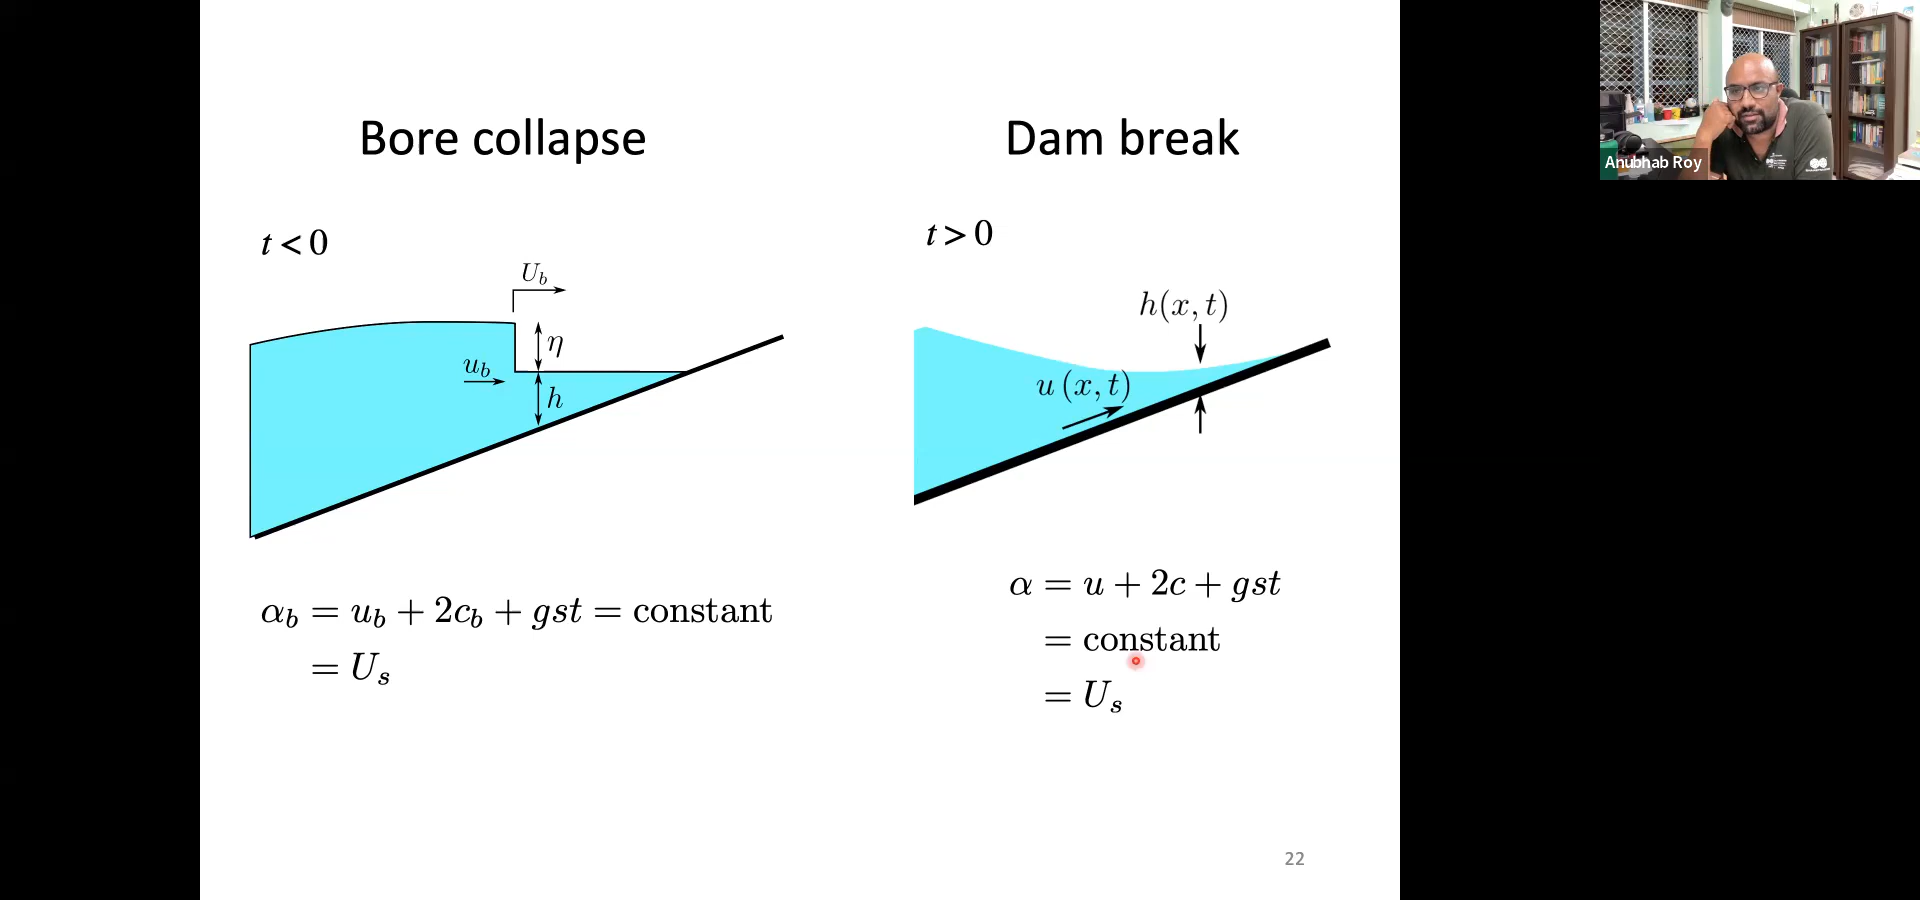 Bore collapse
t < 0
U_b
η
u_b
h
α_b = u_b + 2c_b + gst = constant
= U_s
Dam break
t > 0
h(x, t)
u (x, t)
α = u + 2c + gst
= constant
= U_s
22
Anubhab Roy